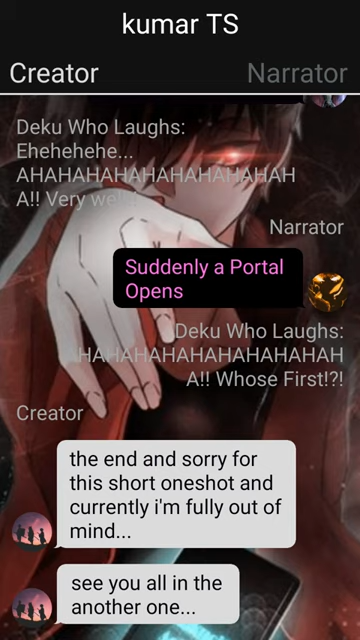 kumar TS
Creator
Narrator
Deku Who Laughs:
Ehehehehe...
AHAHAHAHAHAHAHAHAHAH
A!! Very well!
Narrator
Suddenly a Portal
Opens
Deku Who Laughs:
HAHAHAHAHAHAHAHAHAH
A!! Whose First!?!
Creator
the end and sorry for
this short oneshot and
currently i'm fully out of
mind...
see you all in the
another one...